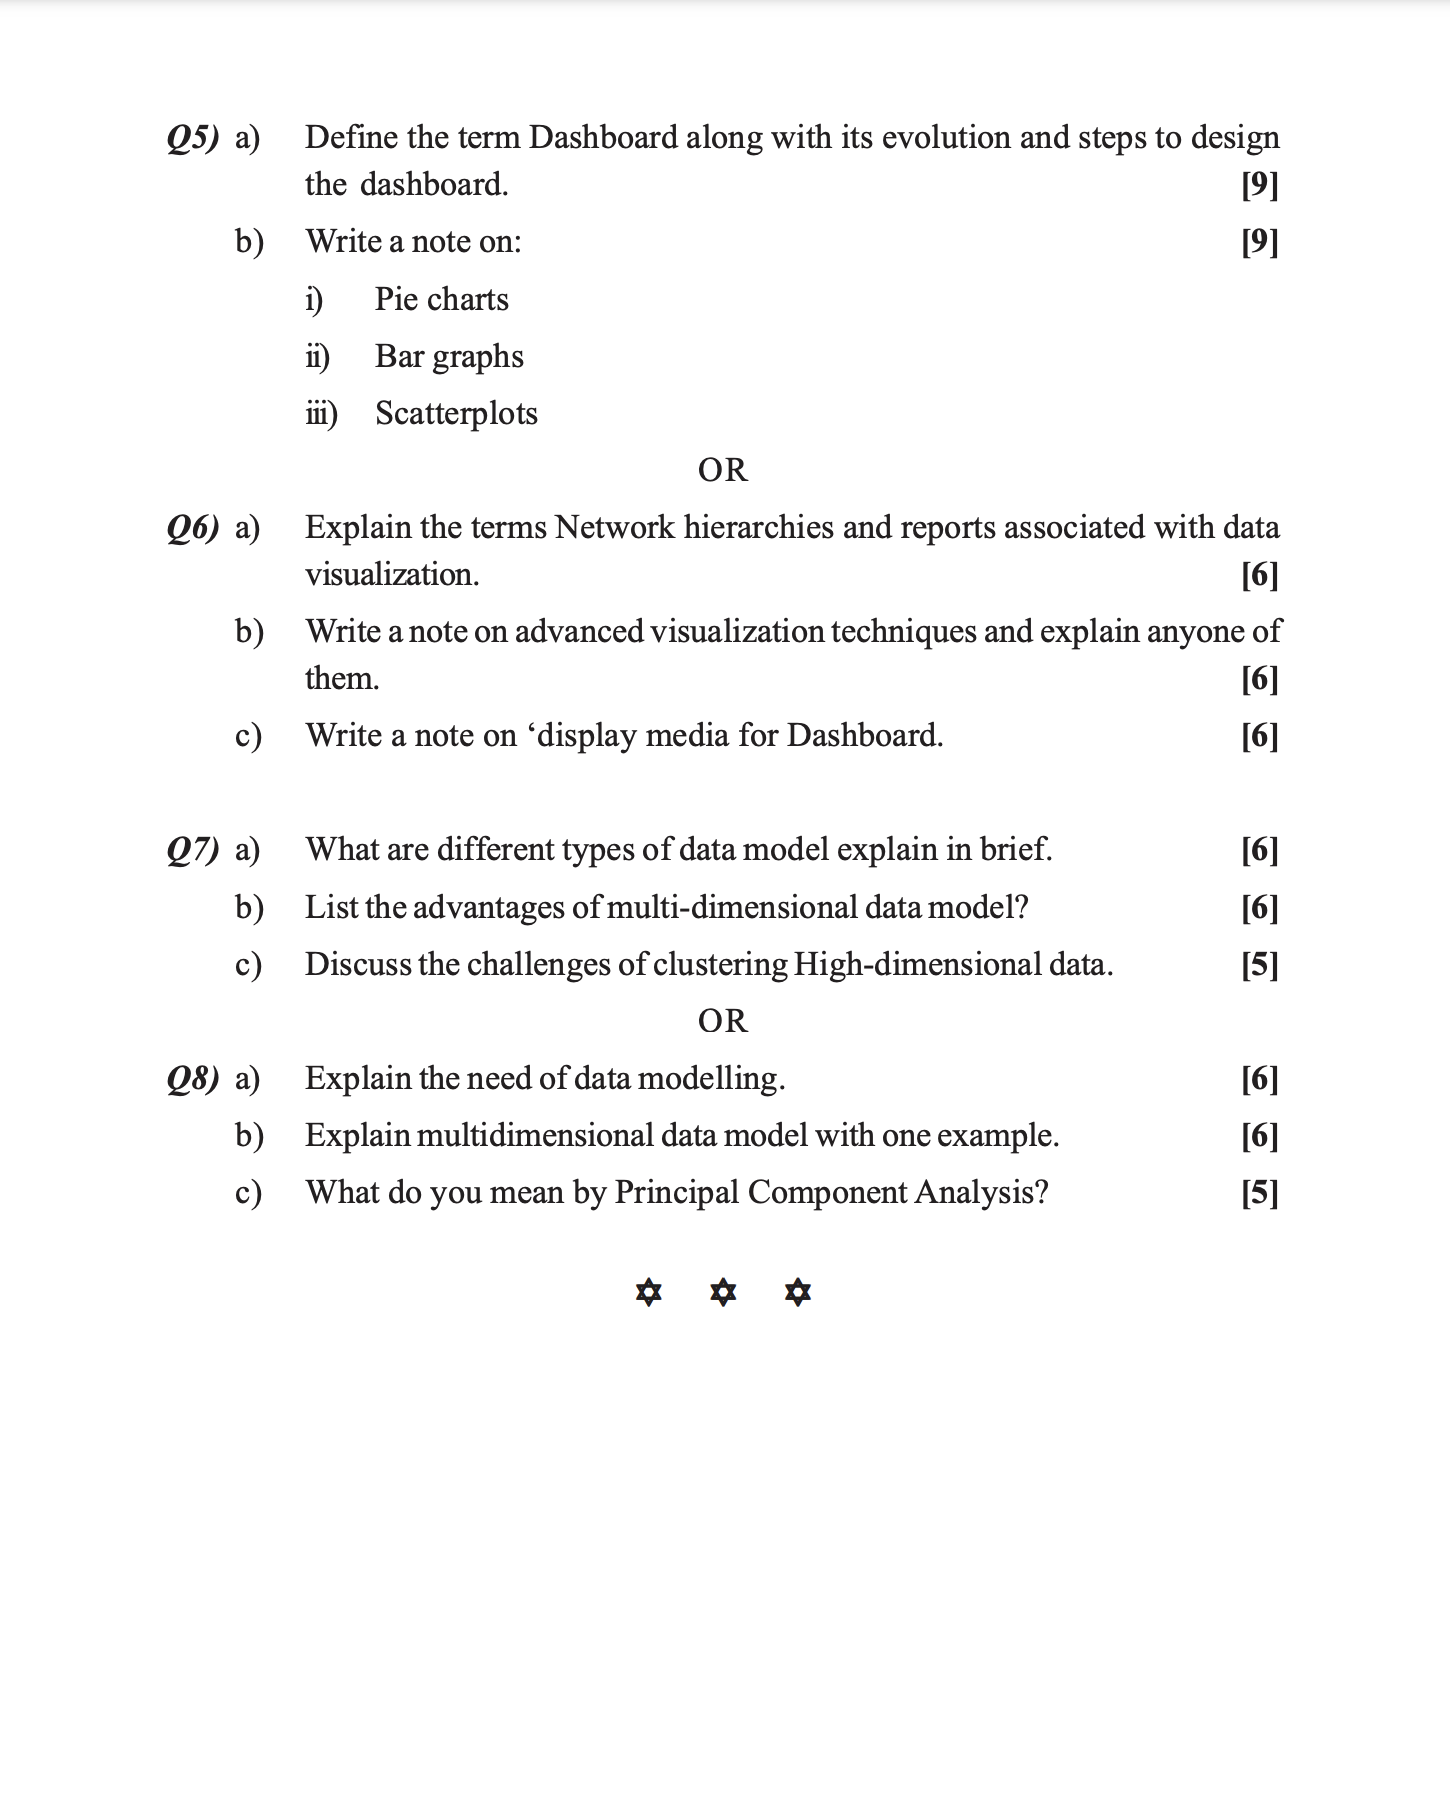 Q5) a) Define the term Dashboard along with its evolution and steps to design
the dashboard. [9]
b) Write a note on: [9]
i) Pie charts
ii) Bar graphs
iii) Scatterplots
OR
Q6) a) Explain the terms Network hierarchies and reports associated with data
visualization. [6]
b) Write a note on advanced visualization techniques and explain anyone of
them. [6]
c) Write a note on ‘display media for Dashboard. [6]
Q7) a) What are different types of data model explain in brief. [6]
b) List the advantages of multi-dimensional data model? [6]
c) Discuss the challenges of clustering High-dimensional data. [5]
OR
Q8) a) Explain the need of data modelling. [6]
b) Explain multidimensional data model with one example. [6]
c) What do you mean by Principal Component Analysis? [5]